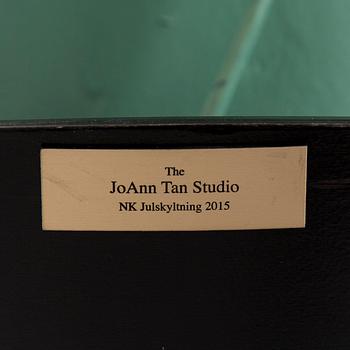 The
JoAnn Tan Studio
NK Julskyltning 2015